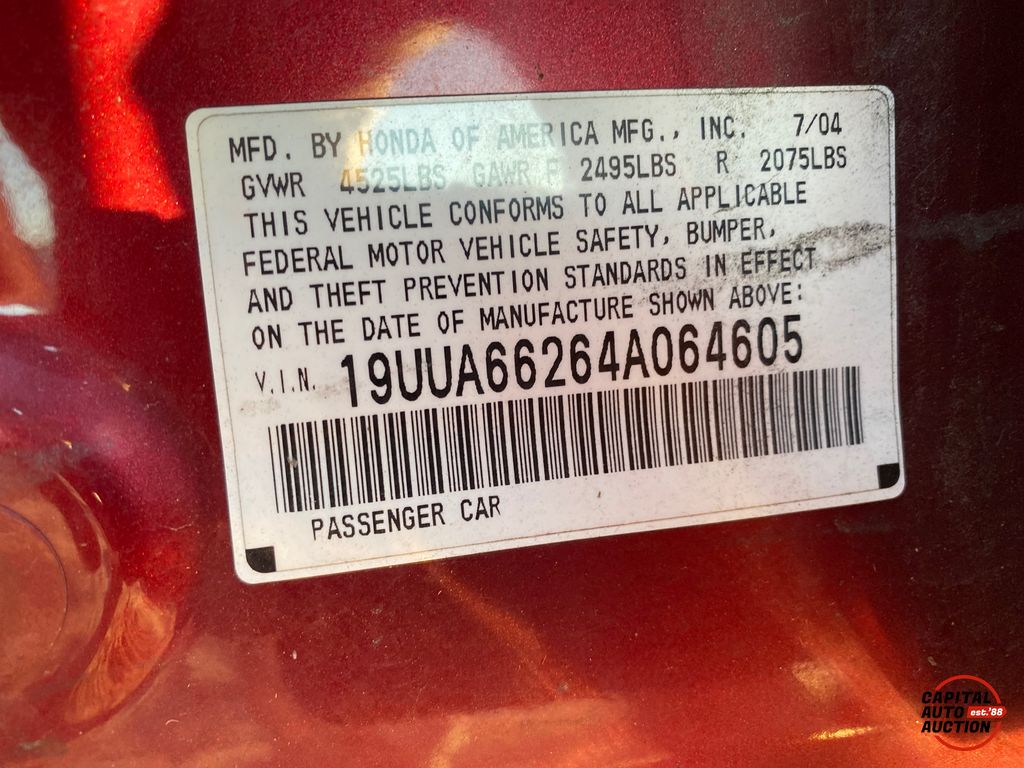 MFD. BY HONDA OF AMERICA MFG., INC. 7/04
GVWR 4525LBS GAWR F 2495LBS R 2075LBS
THIS VEHICLE CONFORMS TO ALL APPLICABLE
FEDERAL MOTOR VEHICLE SAFETY, BUMPER,
AND THEFT PREVENTION STANDARDS IN EFFECT
ON THE DATE OF MANUFACTURE SHOWN ABOVE:
V.I.N. 19UUA66264A064605
PASSENGER CAR
CAPITAL
AUTO est.'88
AUCTION